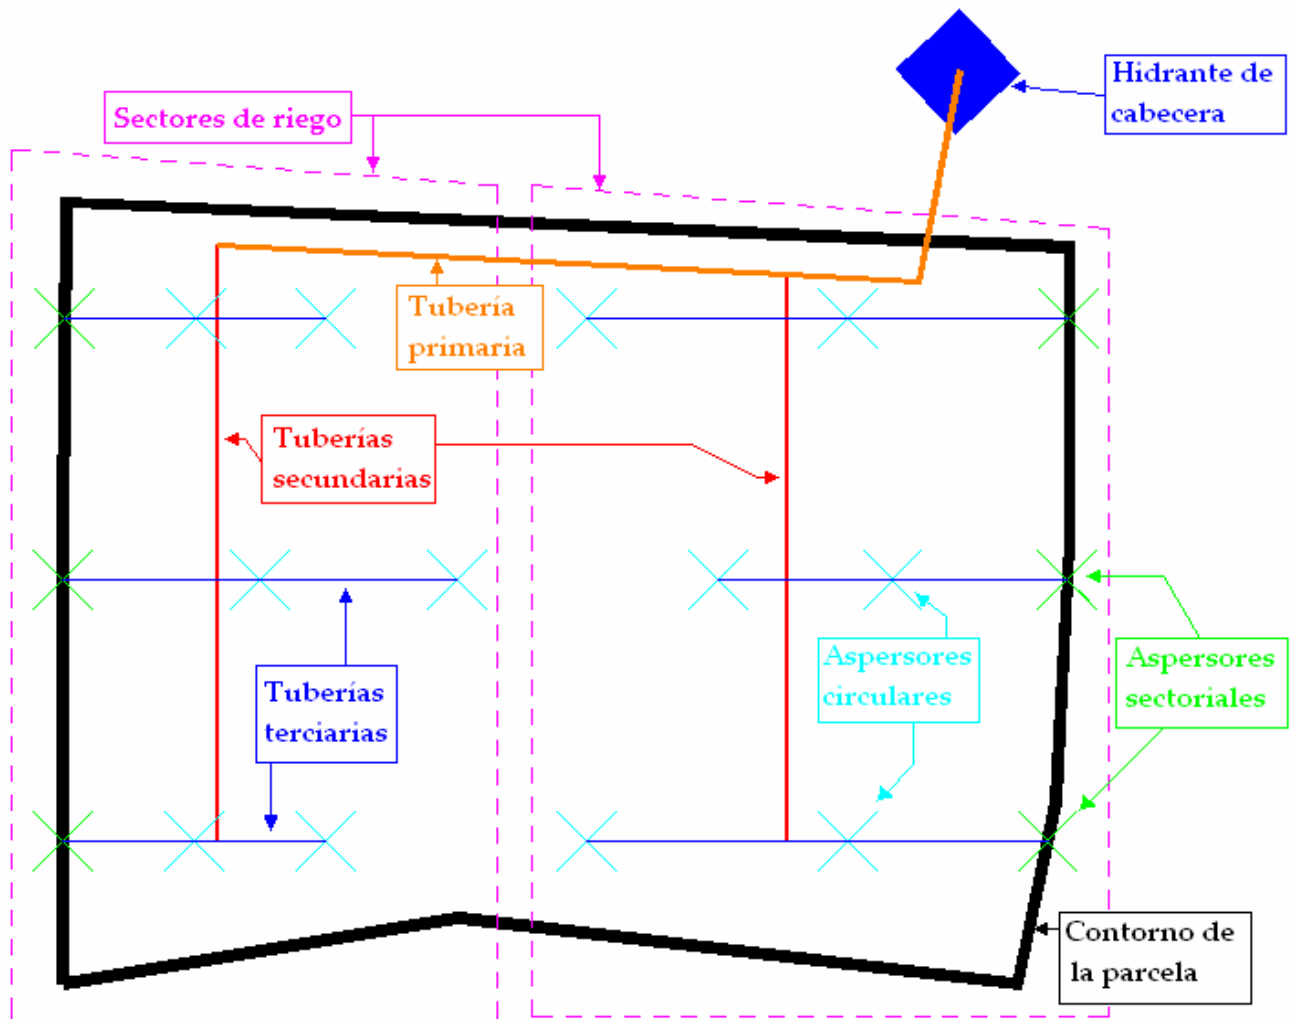 Hidrante de
cabecera
Sectores de riego
Tubería
primaria
Tuberías
secundarias
Aspersores
circulares
Aspersores
sectoriales
Tuberías
terciarias
Contorno de
la parcela